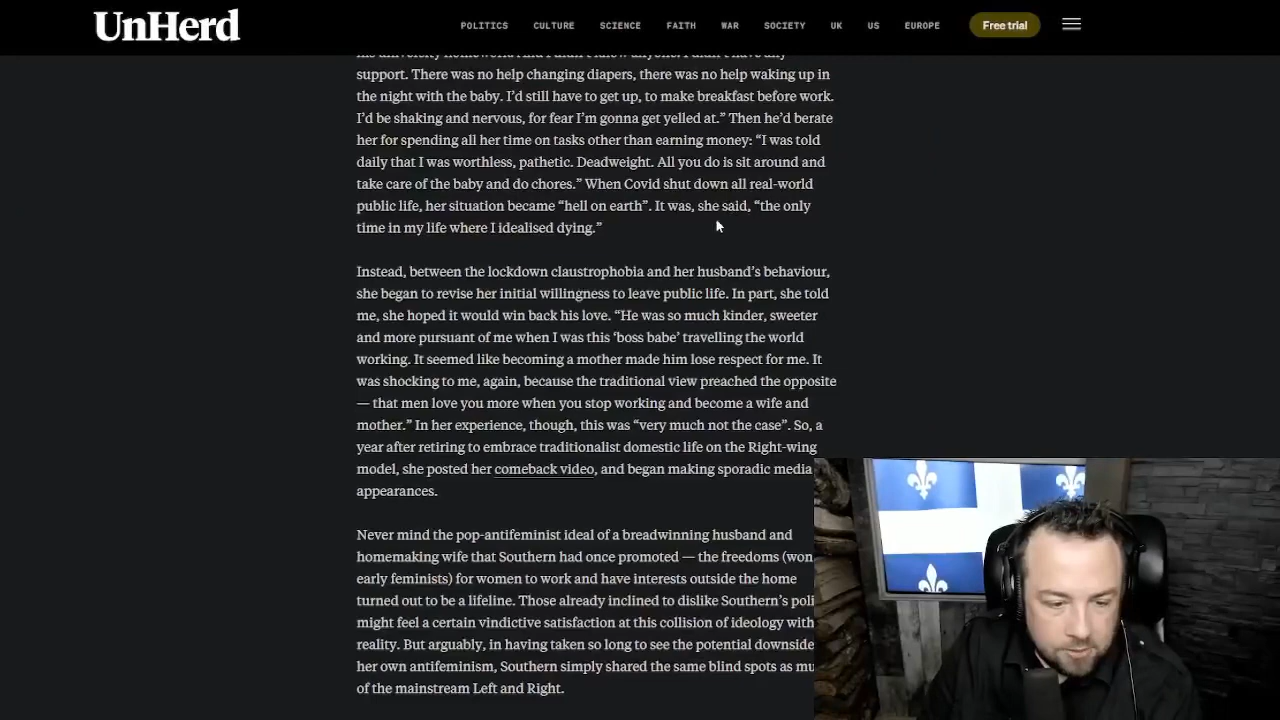 UnHerd
POLITICS CULTURE SCIENCE FAITH WAR SOCIETY UK US EUROPE Free trial
support. There was no help changing diapers, there was no help waking up in
the night with the baby. I’d still have to get up, to make breakfast before work.
I’d be shaking and nervous, for fear I’m gonna get yelled at.” Then he’d berate
her for spending all her time on tasks other than earning money: “I was told
daily that I was worthless, pathetic. Deadweight. All you do is sit around and
take care of the baby and do chores.” When Covid shut down all real-world
public life, her situation became “hell on earth”. It was, she said, “the only
time in my life where I idealised dying.”
Instead, between the lockdown claustrophobia and her husband’s behaviour,
she began to revise her initial willingness to leave public life. In part, she told
me, she hoped it would win back his love. “He was so much kinder, sweeter
and more pursuant of me when I was this ‘boss babe’ travelling the world
working. It seemed like becoming a mother made him lose respect for me. It
was shocking to me, again, because the traditional view preached the opposite
— that men love you more when you stop working and become a wife and
mother.” In her experience, though, this was “very much not the case”. So, a
year after retiring to embrace traditionalist domestic life on the Right-wing
model, she posted her comeback video, and began making sporadic media
appearances.
Never mind the pop-antifeminist ideal of a breadwinning husband and
homemaking wife that Southern had once promoted — the freedoms (won
early feminists) for women to work and have interests outside the home
turned out to be a lifeline. Those already inclined to dislike Southern’s poli
might feel a certain vindictive satisfaction at this collision of ideology with
reality. But arguably, in having taken so long to see the potential downside
her own antifeminism, Southern simply shared the same blind spots as mu
of the mainstream Left and Right.